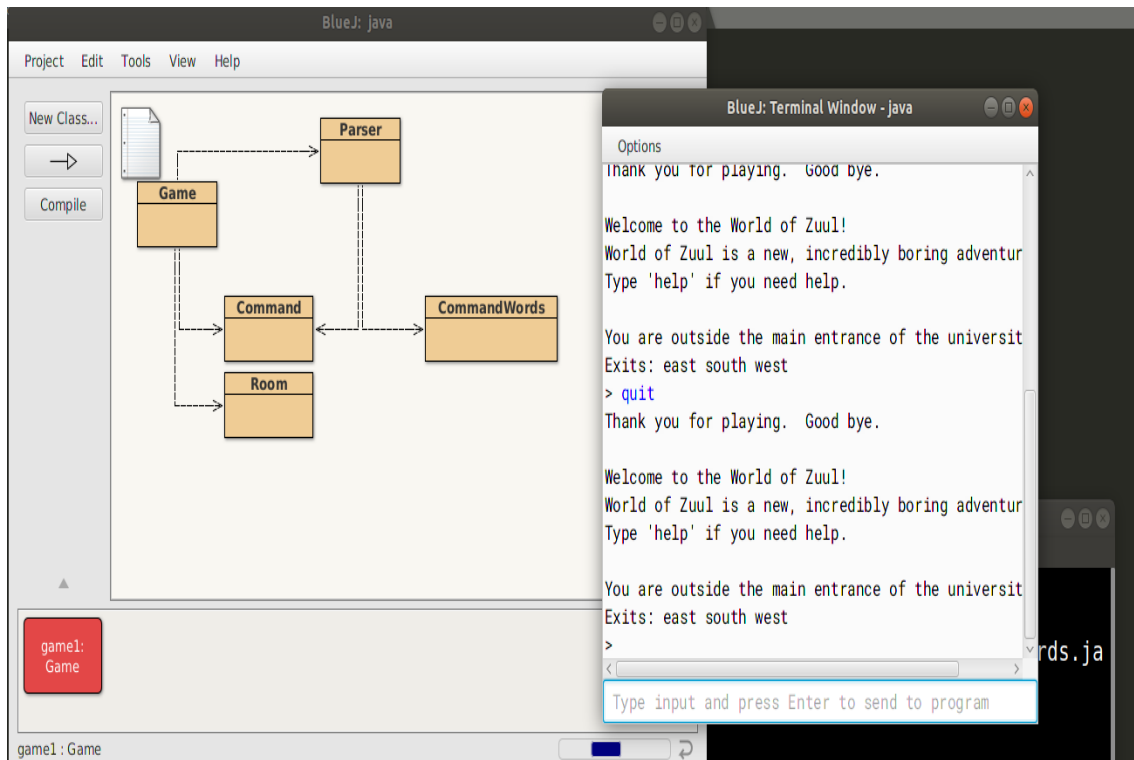 BlueJ: java
Project Edit Tools View Help
New Class...
Compile
Game
Parser
Command
CommandWords
Room
game1:
Game
game1 : Game
BlueJ: Terminal Window - java
Options
Thank you for playing.  Good bye.
Welcome to the World of Zuul!
World of Zuul is a new, incredibly boring adventur
Type 'help' if you need help.
You are outside the main entrance of the universit
Exits: east south west
> quit
Thank you for playing.  Good bye.
Welcome to the World of Zuul!
World of Zuul is a new, incredibly boring adventur
Type 'help' if you need help.
You are outside the main entrance of the universit
Exits: east south west
>
Type input and press Enter to send to program
rds.ja